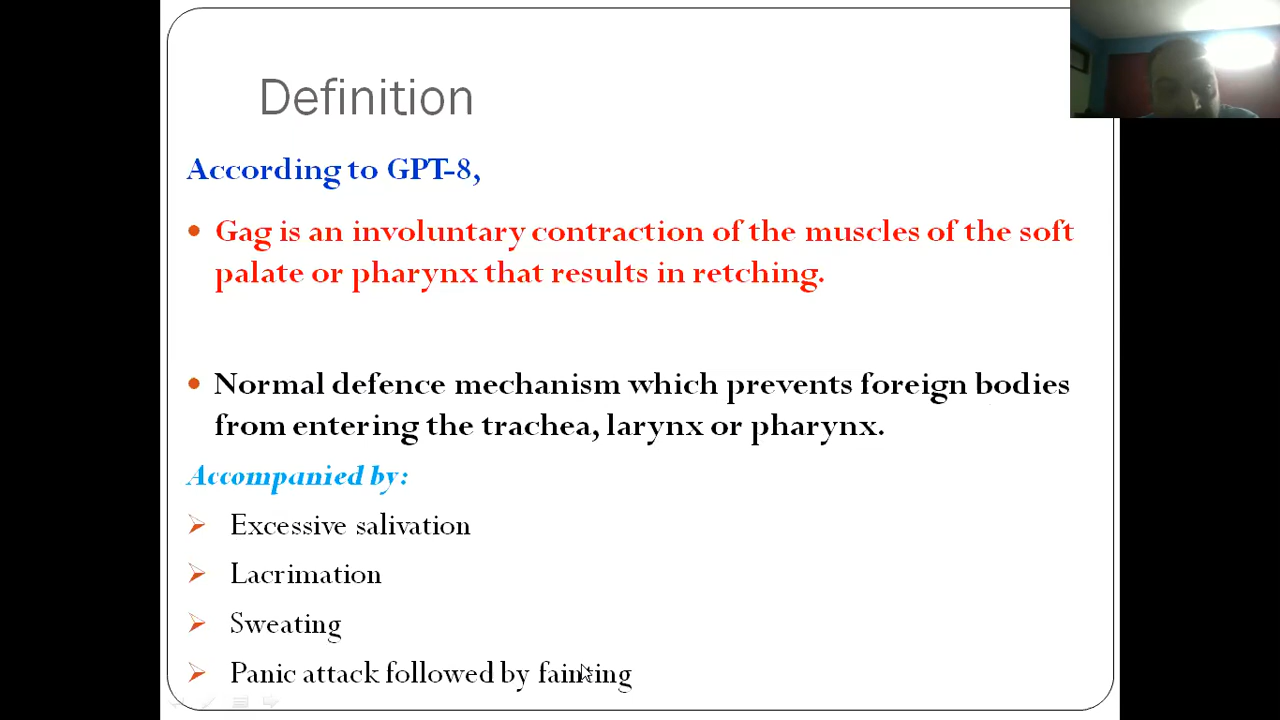 Definition
According to GPT-8,
Gag is an involuntary contraction of the muscles of the soft
palate or pharynx that results in retching.
Normal defence mechanism which prevents foreign bodies
from entering the trachea, larynx or pharynx.
Accompanied by:
Excessive salivation
Lacrimation
Sweating
Panic attack followed by fainting